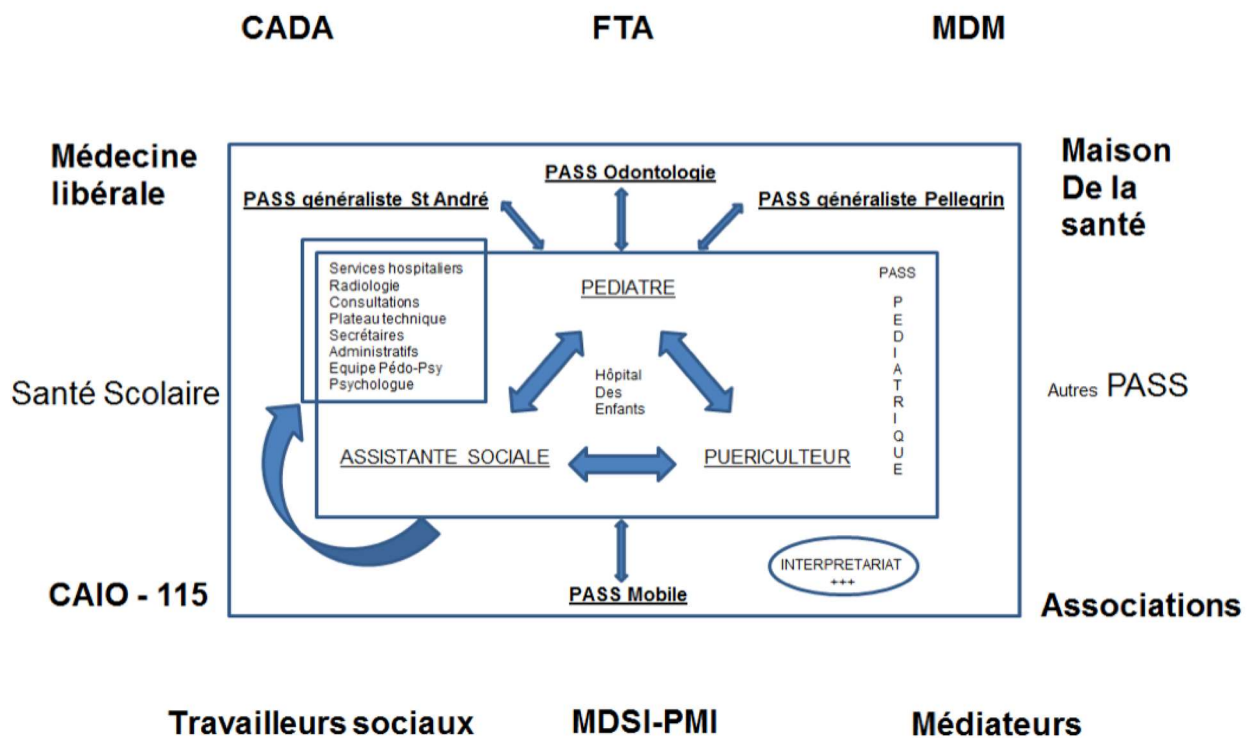 CADA
FTA
MDM
Médecine
libérale
Maison
De la
santé
PASS Odontologie
PASS généraliste St André
PASS généraliste Pellegrin
Services hospitaliers
Radiologie
Consultations
Plateau technique
Secrétaires
Administratifs
Equipe Pédo-Psy
Psychologue
PEDIATRE
PASS
P
E
D
I
A
T
R
I
Q
U
E
Hôpital
Des
Enfants
Santé Scolaire
Autres PASS
ASSISTANTE SOCIALE
PUERICULTEUR
INTERPRETARIAT
+++
PASS Mobile
CAIO - 115
Associations
Travailleurs sociaux
MDSI-PMI
Médiateurs